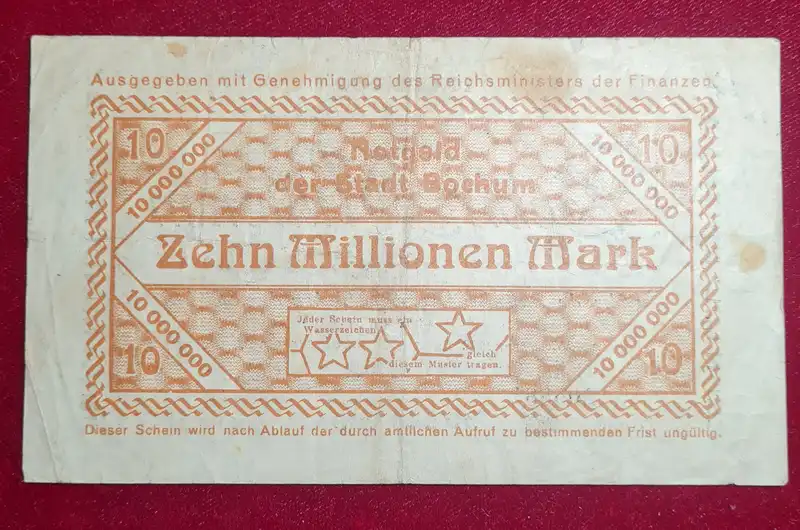 Ausgegeben mit Genehmigung des Reichsministers der Finanzen.
10
10 000 000
Notgeld
der Stadt Bochum
10 000 000
10
Zehn Millionen Mark
10 000 000
10
Jeder Schein muss ein
Wasserzeichen
gleich
diesem Muster tragen.
10 000 000
10
Dieser Schein wird nach Ablauf der durch amtlichen Aufruf zu bestimmenden Frist ungültig.